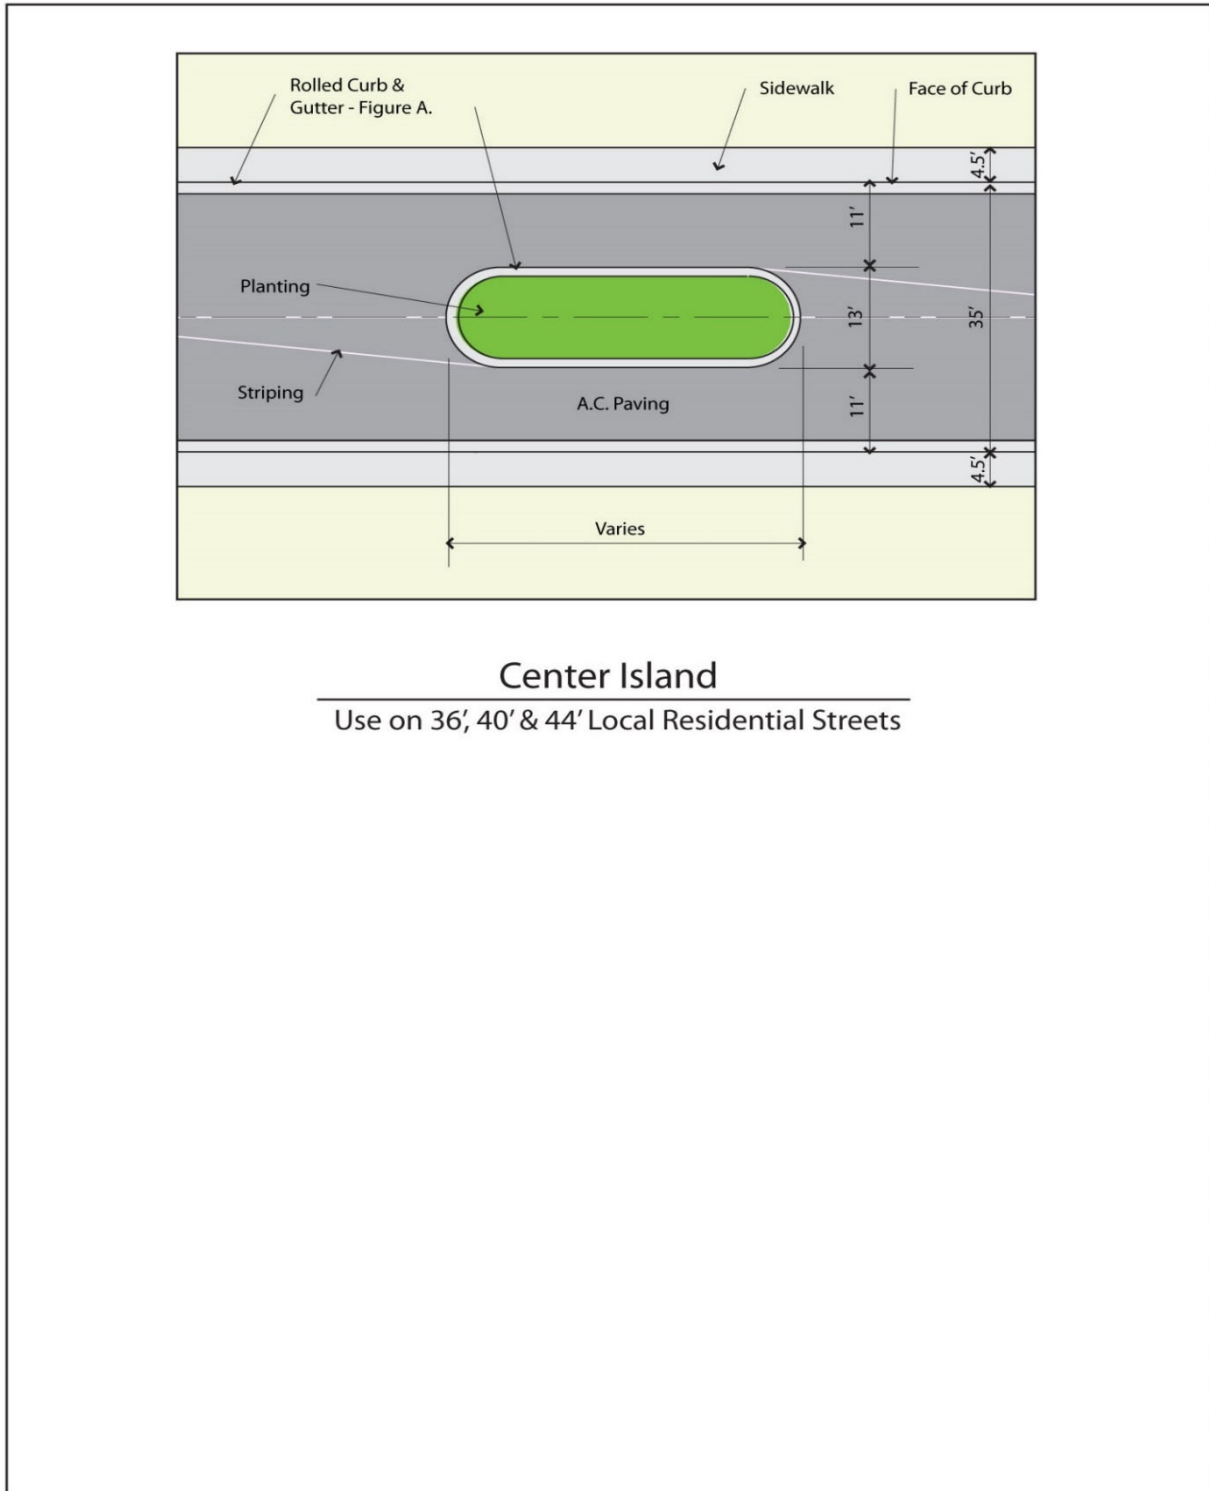 Rolled Curb &
Gutter - Figure A.
Sidewalk
Face of Curb
4.5′
11′
Planting
13′
35′
Striping
A.C. Paving
11′
4.5′
Varies
Center Island
Use on 36′, 40′ & 44′ Local Residential Streets